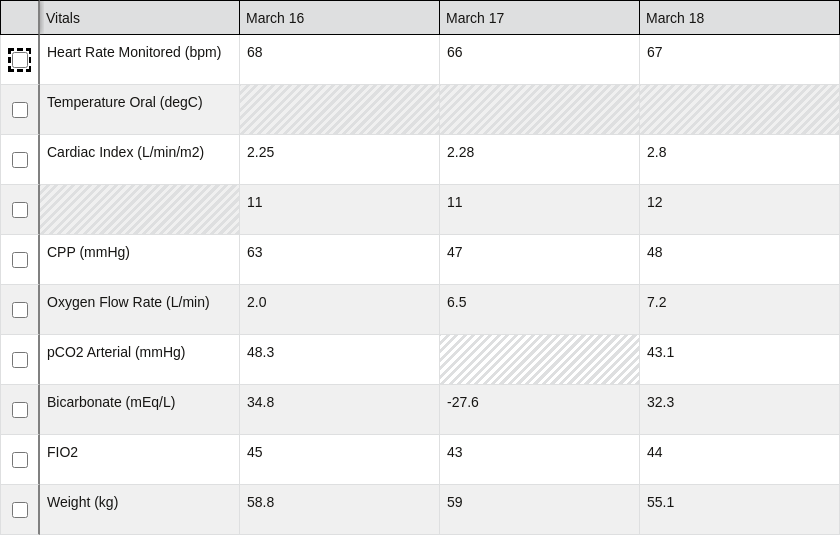 Vitals March 16 March 17 March 18
Heart Rate Monitored (bpm) 68 66 67
Temperature Oral (degC)
Cardiac Index (L/min/m2) 2.25 2.28 2.8
11 11 12
CPP (mmHg) 63 47 48
Oxygen Flow Rate (L/min) 2.0 6.5 7.2
pCO2 Arterial (mmHg) 48.3 43.1
Bicarbonate (mEq/L) 34.8 -27.6 32.3
FIO2 45 43 44
Weight (kg) 58.8 59 55.1